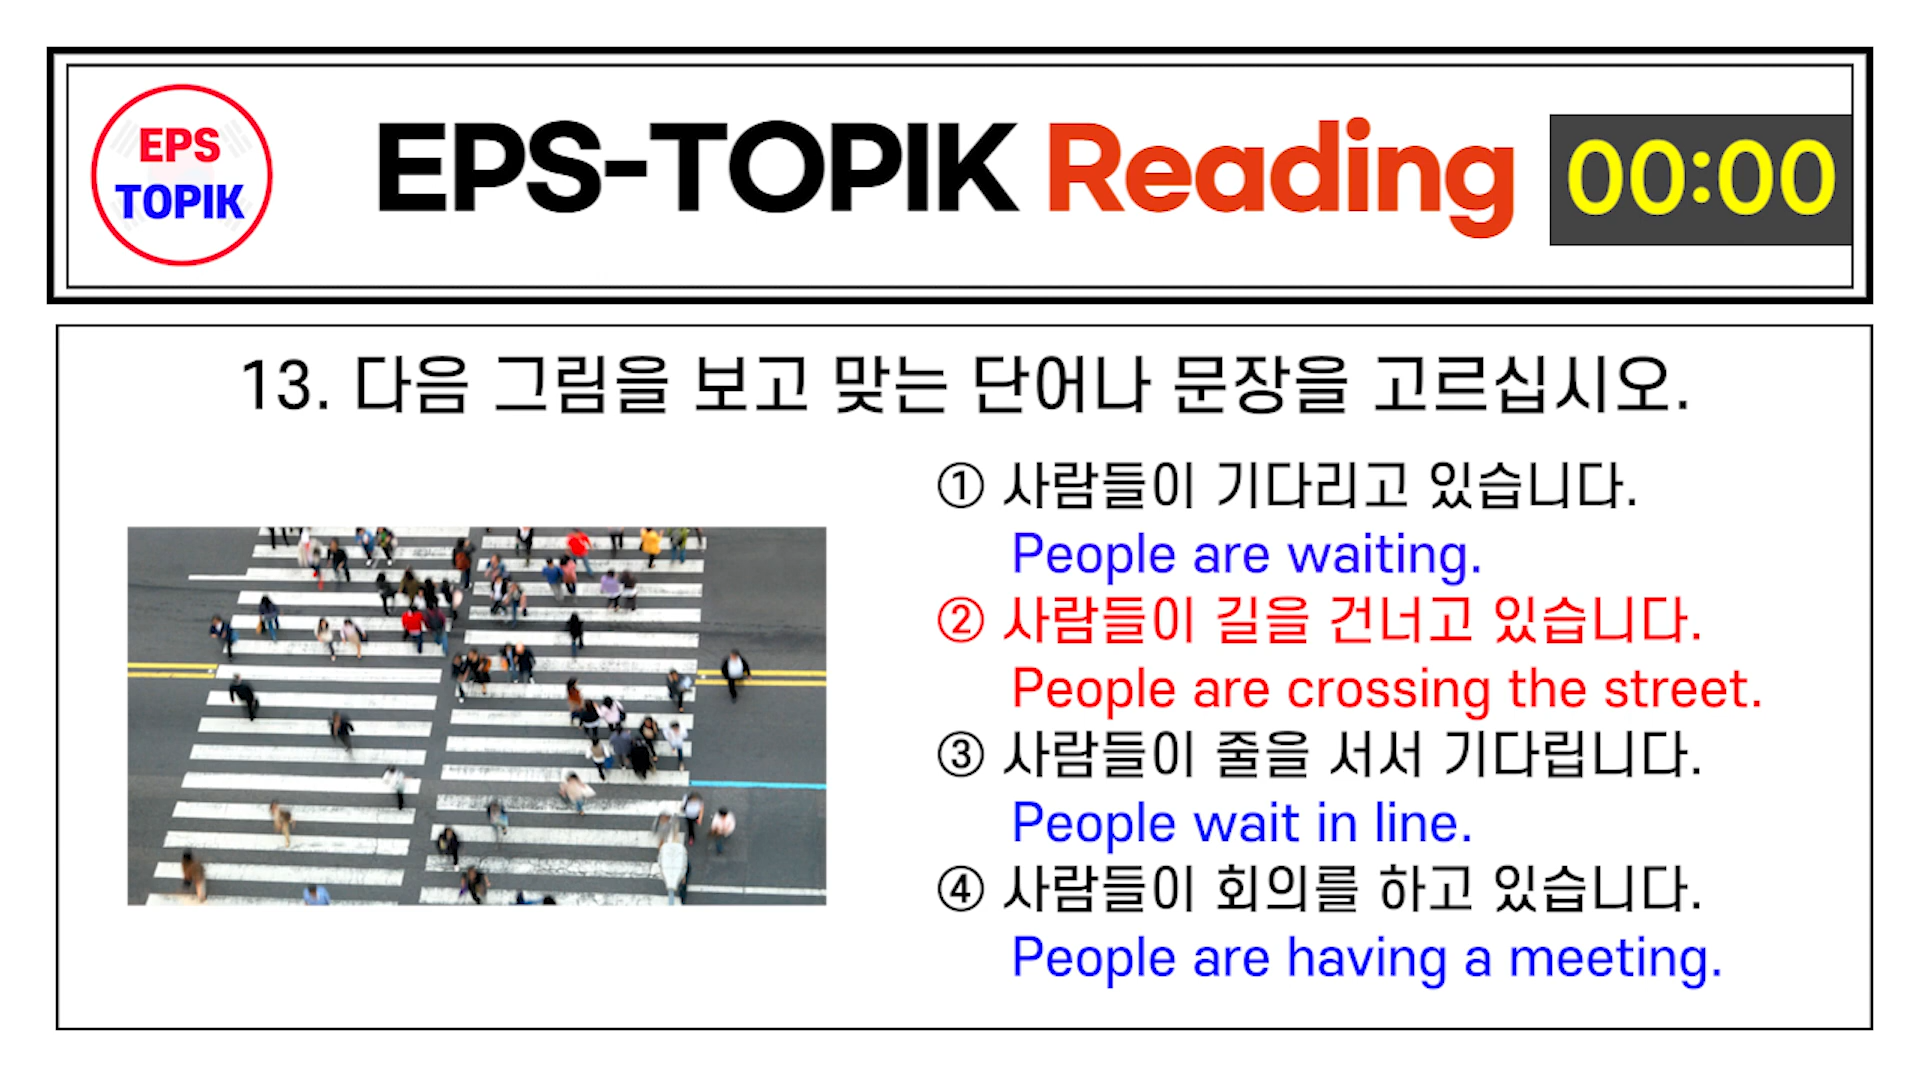 EPS
TOPIK
EPS-TOPIK Reading
00:00
13. 다음 그림을 보고 맞는 단어나 문장을 고르십시오.
① 사람들이 기다리고 있습니다.
People are waiting.
② 사람들이 길을 건너고 있습니다.
People are crossing the street.
③ 사람들이 줄을 서서 기다립니다.
People wait in line.
④ 사람들이 회의를 하고 있습니다.
People are having a meeting.